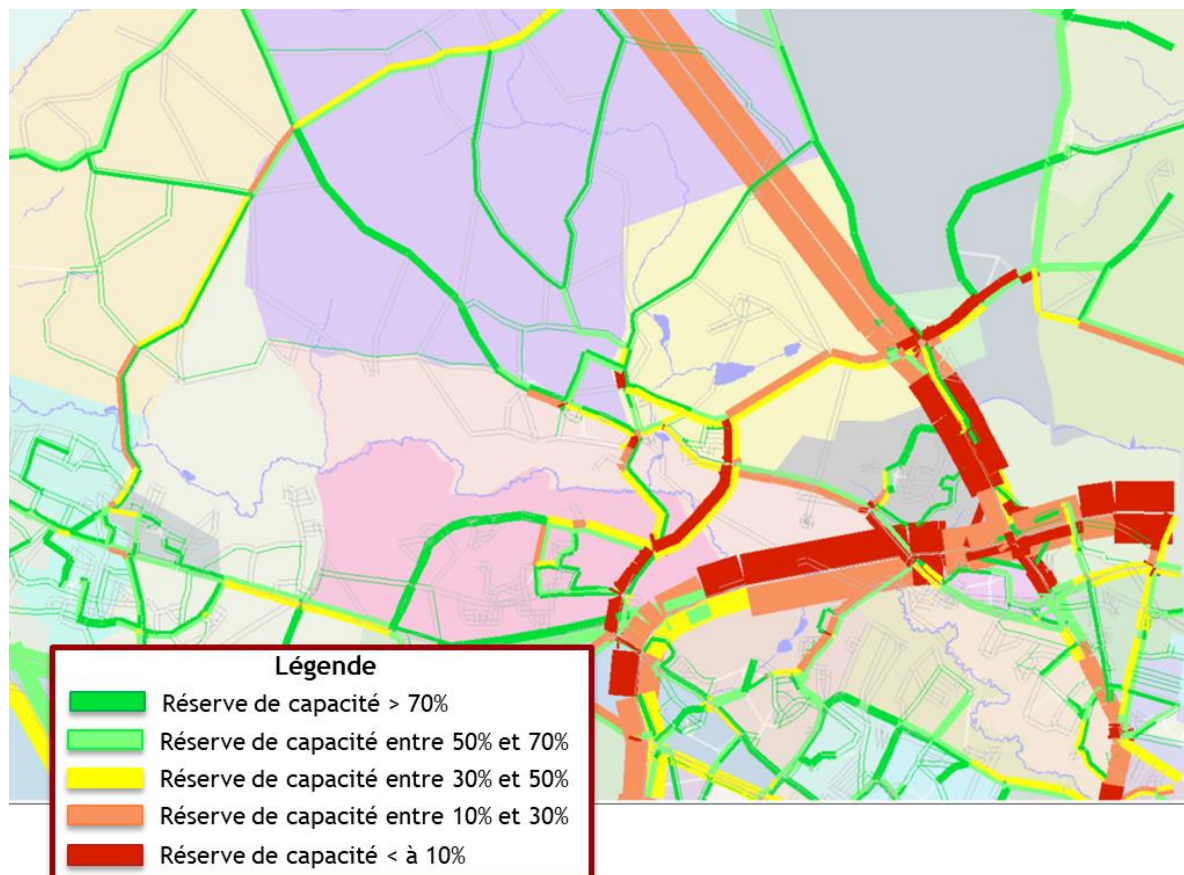 Légende
Réserve de capacité > 70%
Réserve de capacité entre 50% et 70%
Réserve de capacité entre 30% et 50%
Réserve de capacité entre 10% et 30%
Réserve de capacité < à 10%